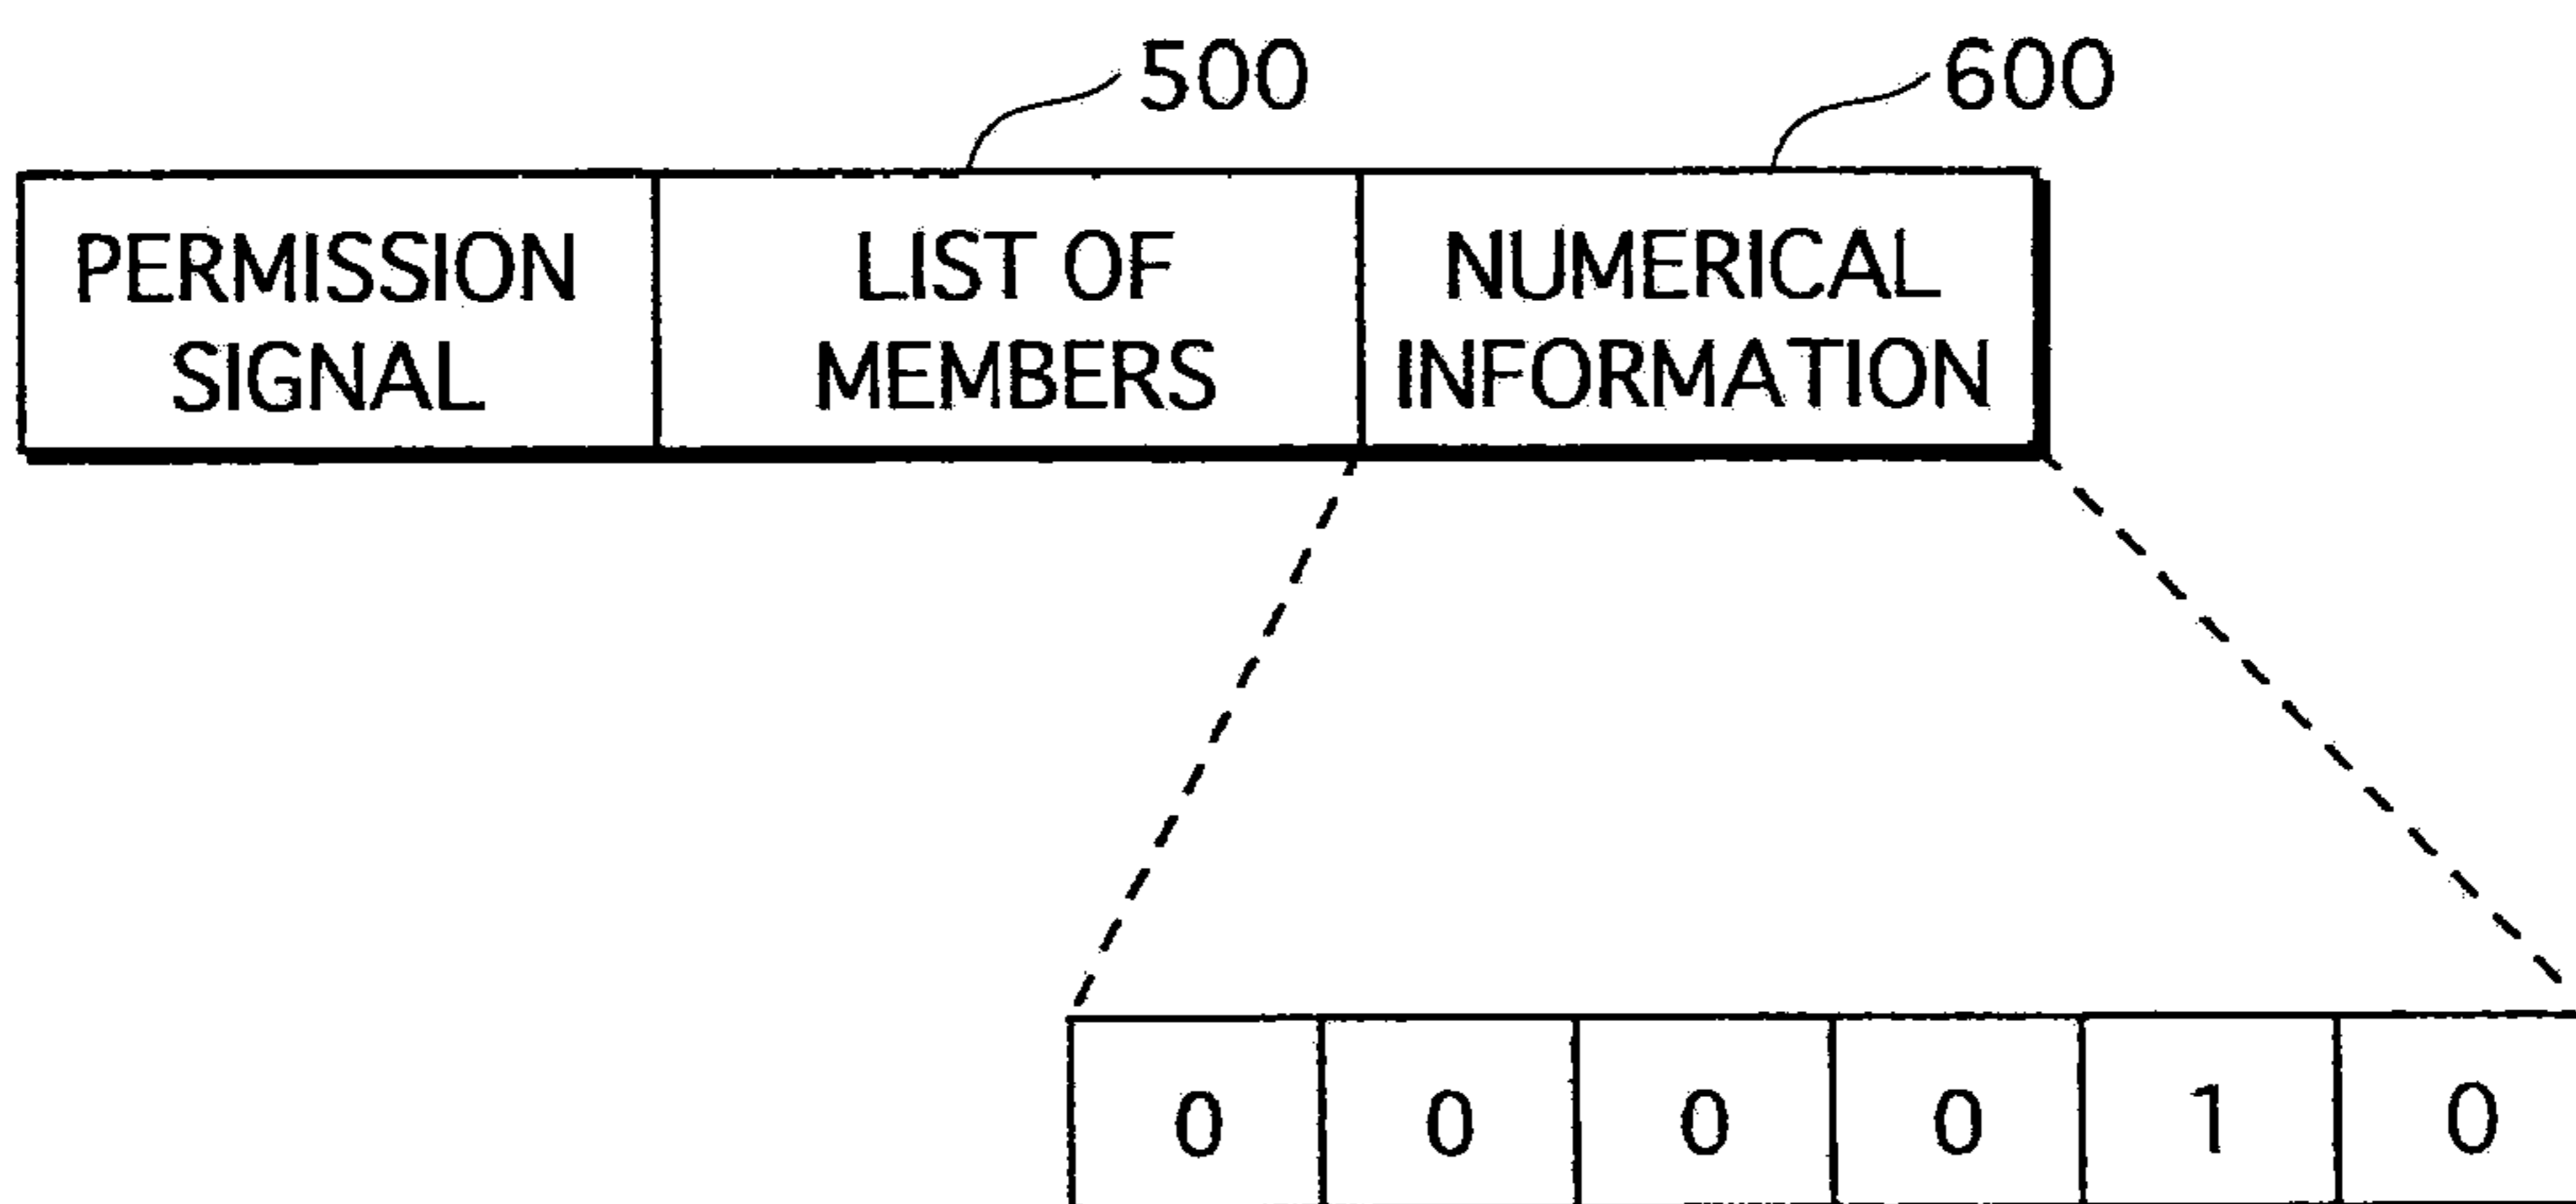 500 600
PERMISSION LIST OF NUMERICAL
SIGNAL MEMBERS INFORMATION
0 0 0 0 1 0